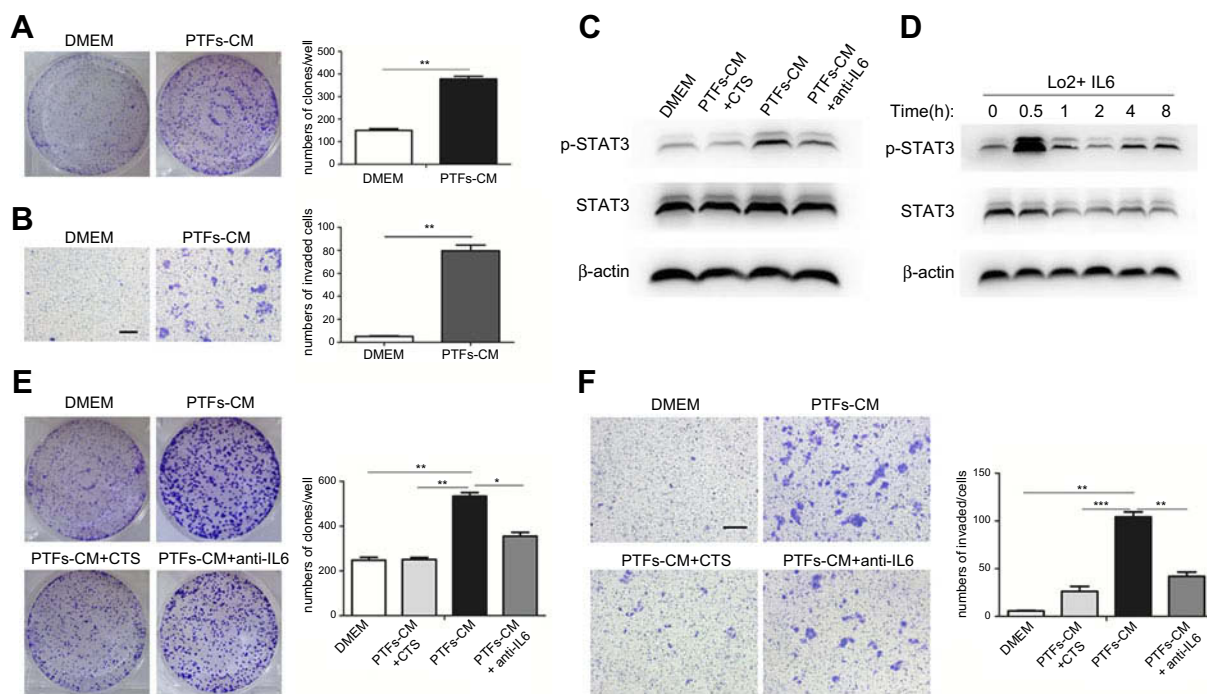 A
DMEM
PTFs-CM
numbers of clones/well
500
400
300
200
100
0
**
DMEM
PTFs-CM
B
DMEM
PTFs-CM
numbers of invaded cells
100
80
60
40
20
0
**
DMEM
PTFs-CM
C
DMEM
PTFs-CM
+CTS
PTFs-CM
PTFs-CM
+anti-IL6
p-STAT3
STAT3
β-actin
D
Lo2+ IL6
Time(h): 0 0.5 1 2 4 8
p-STAT3
STAT3
β-actin
E
DMEM
PTFs-CM
PTFs-CM+CTS
PTFs-CM+anti-IL6
numbers of clones/well
600
400
200
0
**
**
*
DMEM
PTFs-CM
+CTS
PTFs-CM
PTFs-CM
+ anti-IL6
F
DMEM
PTFs-CM
PTFs-CM+CTS
PTFs-CM+anti-IL6
numbers of invaded/cells
150
100
50
0
**
***
**
DMEM
PTFs-CM
+CTS
PTFs-CM
PTFs-CM
+ anti-IL6